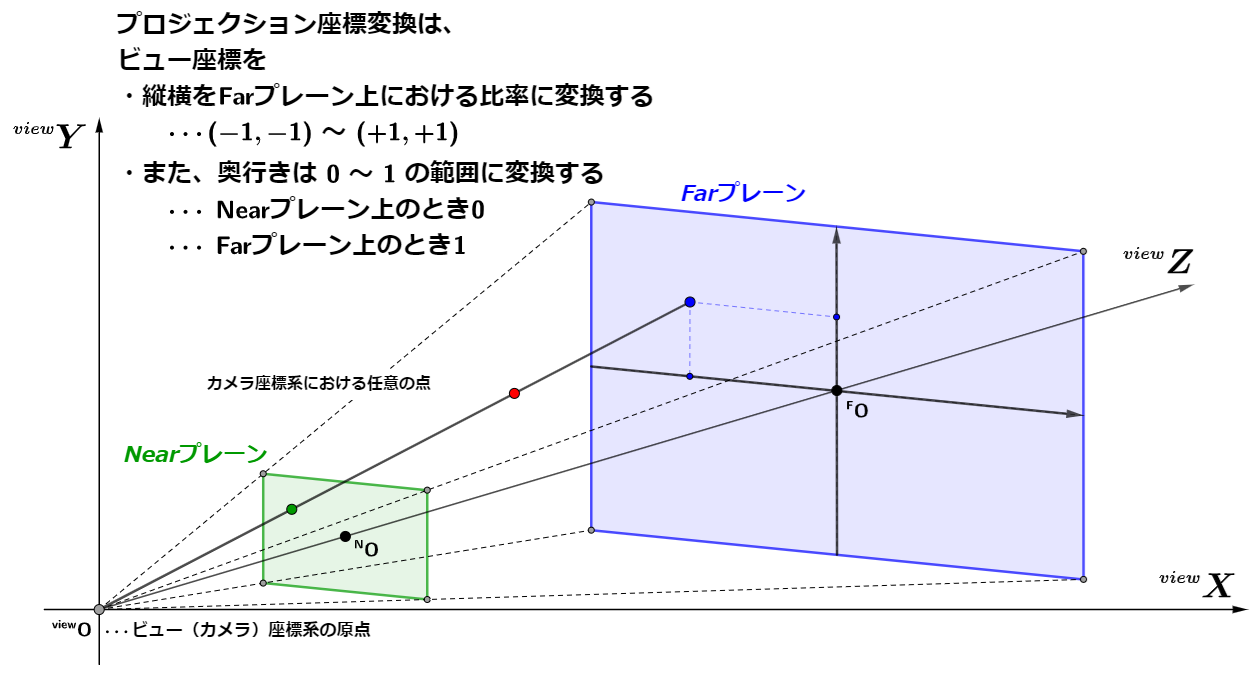 プロジェクション座標変換は、
ビュー座標を
・縦横をFarプレーン上における比率に変換する
･･･(−1,−1) ～ (+1,+1)
・また、奥行きは 0 ～ 1 の範囲に変換する
･･･ Nearプレーン上のとき0
･･･ Farプレーン上のとき1
view Y
Farプレーン
view Z
カメラ座標系における任意の点
FO
Nearプレーン
NO
view X
viewO ･･･ビュー（カメラ）座標系の原点